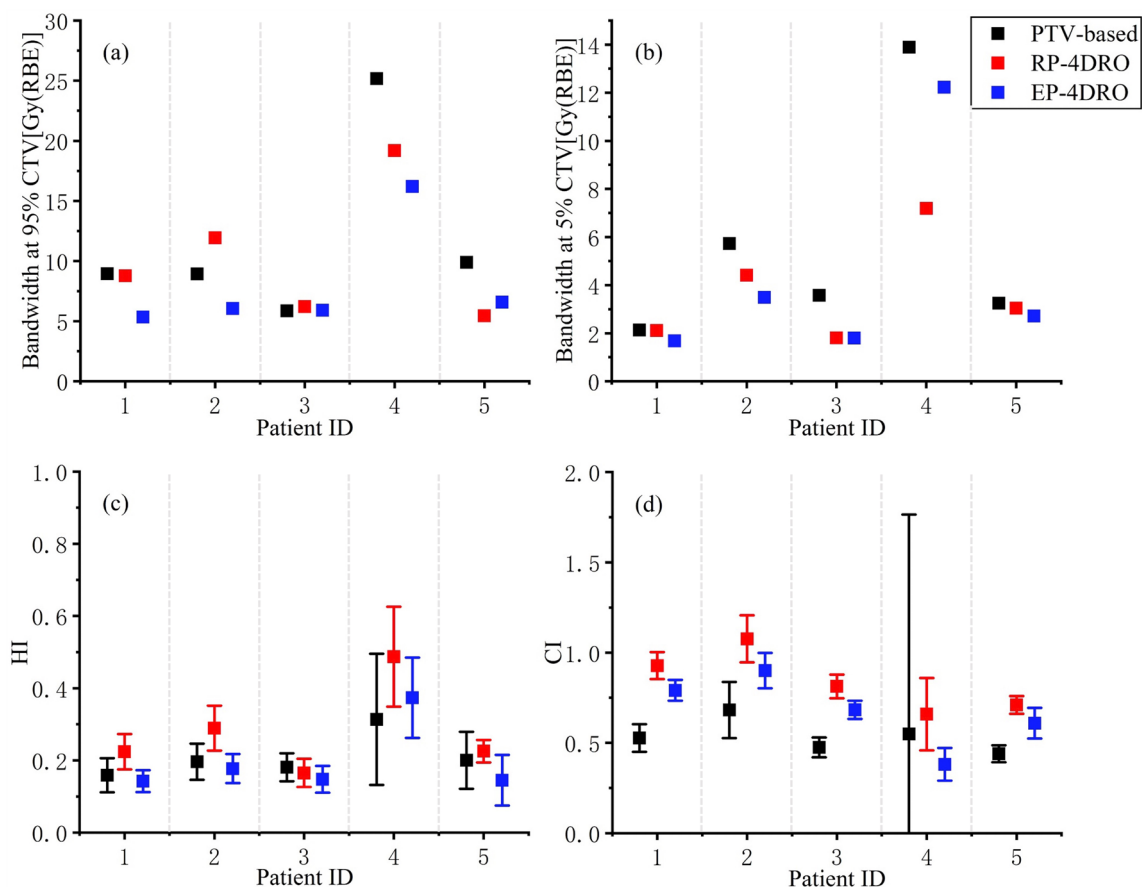 (a)
Bandwidth at 95% CTV[Gy(RBE)]
30
25
20
15
10
5
0
1 2 3 4 5
Patient ID
(b)
Bandwidth at 5% CTV[Gy(RBE)]
14
12
10
8
6
4
2
0
1 2 3 4 5
Patient ID
PTV-based
RP-4DRO
EP-4DRO
(c)
HI
1.0
0.8
0.6
0.4
0.2
0.0
1 2 3 4 5
Patient ID
(d)
CI
2.0
1.5
1.0
0.5
0.0
1 2 3 4 5
Patient ID